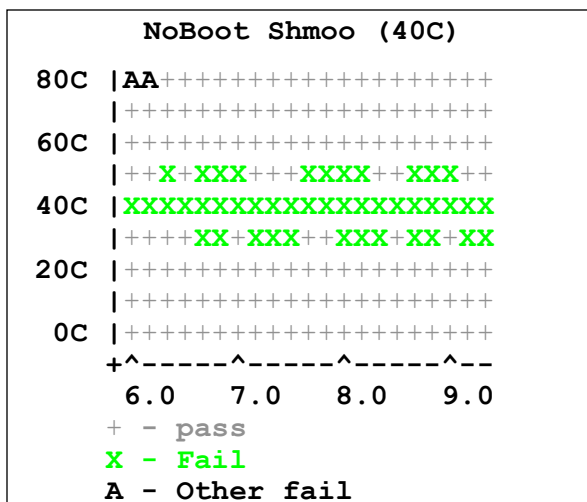 NoBoot Shmoo (40C)
80C |AA+++++++++++++++++++
|+++++++++++++++++++++
60C |+++++++++++++++++++++
|++X+XXX+++XXXX++XXX++
40C |XXXXXXXXXXXXXXXXXXXXX
|++++XX+XXX++XXX+XX+XX
20C |+++++++++++++++++++++
|+++++++++++++++++++++
0C |+++++++++++++++++++++
+^-----^-----^-----^--
6.0 7.0 8.0 9.0
+ - pass
X - Fail
A - Other fail